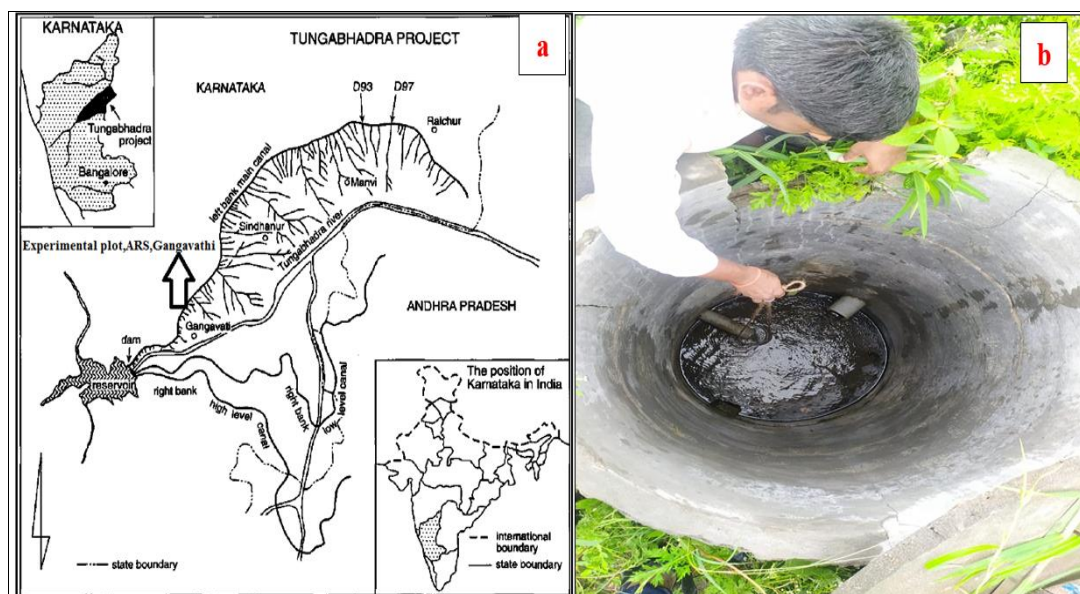 KARNATAKA
Tungabhadra
project
Bangalore
TUNGABHADRA PROJECT
a
KARNATAKA
D93
D97
Raichur
left bank main canal
Manvi
Sindhanur
Tungabhadra river
Experimental plot,ARS,Gangavathi
ANDHRA PRADESH
Gangavati
dam
reservoir
right bank
high level
canal
right bank
low level canal
The position of
Karnataka in India
international
boundary
state boundary
state boundary
b